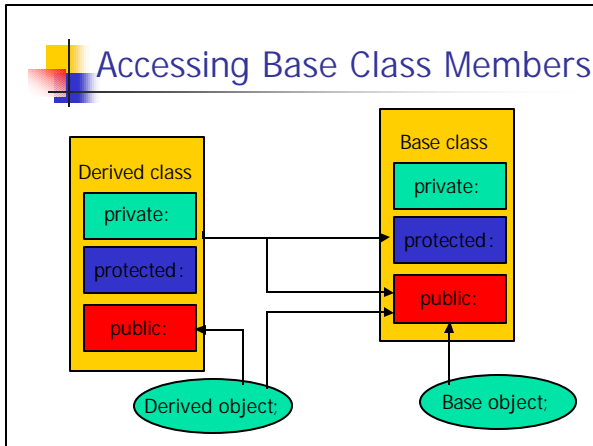 Accessing Base Class Members
Derived class
private:
protected:
public:
Base class
private:
protected:
public:
Derived object;
Base object;